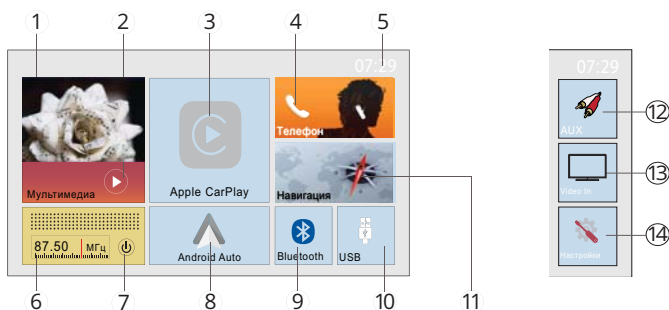 1 2 3 4 5
07:29
07:29
Мультимедиа
Apple CarPlay
Телефон
Навигация
AUX
12
Video In
13
Настройки
14
87.50 МГц
Android Auto
Bluetooth
USB
6 7 8 9 10 11